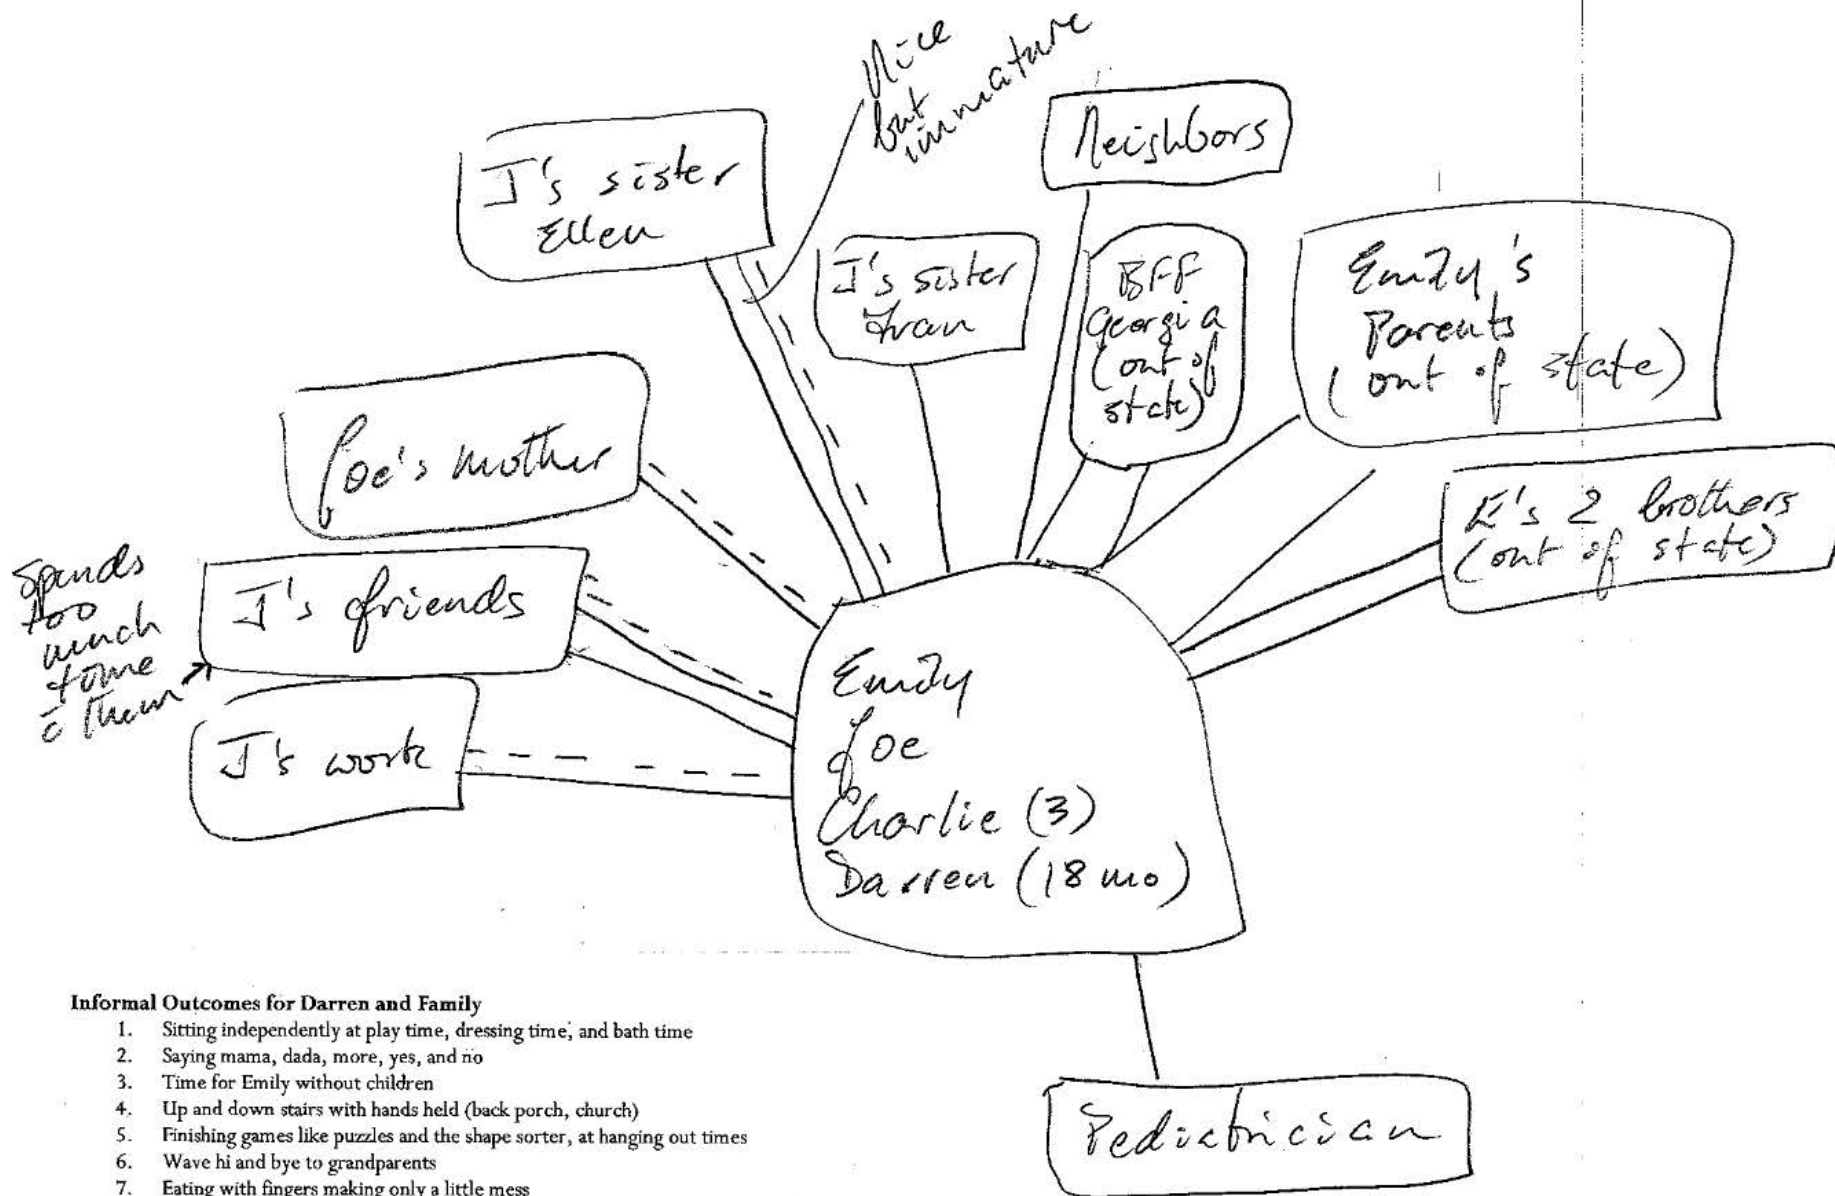 Nice
but
immature
Neighbors
J's sister
Ellen
J's sister
Fran
BFF
Georgia
(out of
state)
Emily's
Parents
(out of state)
Joe's mother
E's 2 brothers
(out of state)
Spends
too
much
time
c̄ them
J's friends
J's work
Emily
Joe
Charlie (3)
Darren (18 mo)
Pediatrician
Informal Outcomes for Darren and Family
1. Sitting independently at play time, dressing time, and bath time
2. Saying mama, dada, more, yes, and no
3. Time for Emily without children
4. Up and down stairs with hands held (back porch, church)
5. Finishing games like puzzles and the shape sorter, at hanging out times
6. Wave hi and bye to grandparents
7. Eating with fingers making only a little mess